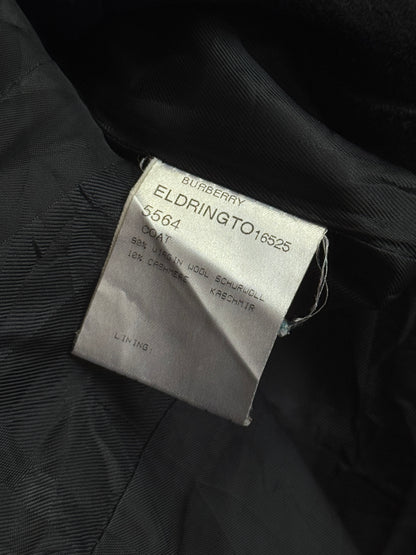 BURBERRY
ELDRINGTO16525
5564
COAT
90% VIRGIN WOOL SCHURWOLL
10% CASHMERE KASCHMIR
LINING